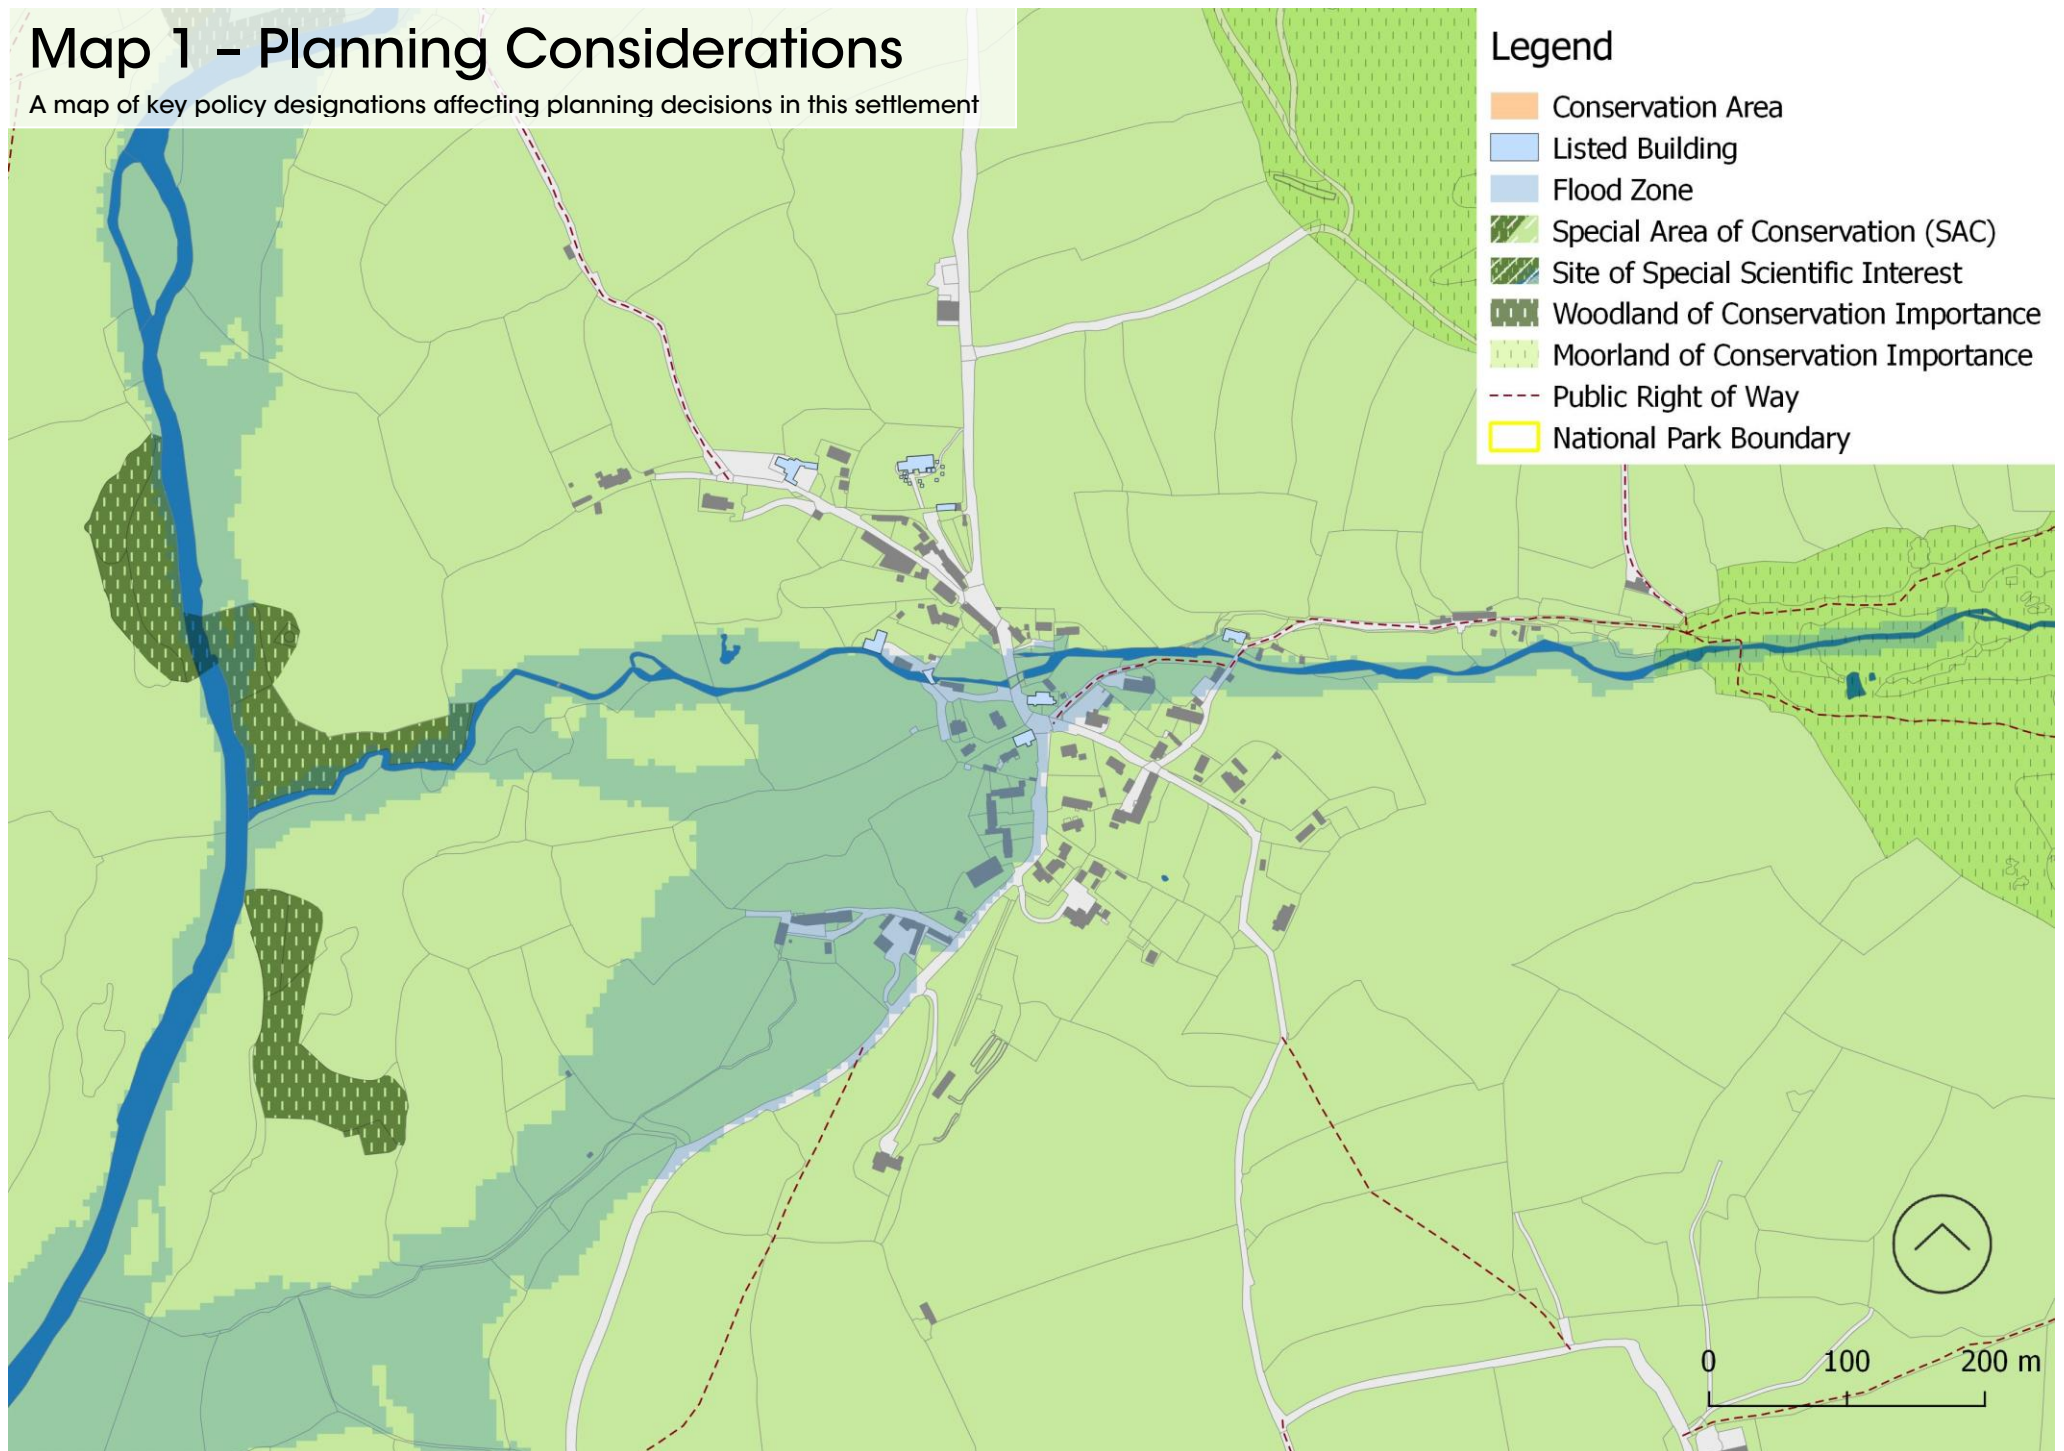 Map 1 – Planning Considerations
A map of key policy designations affecting planning decisions in this settlement
Legend
Conservation Area
Listed Building
Flood Zone
Special Area of Conservation (SAC)
Site of Special Scientific Interest
Woodland of Conservation Importance
Moorland of Conservation Importance
Public Right of Way
National Park Boundary
0 100 200 m